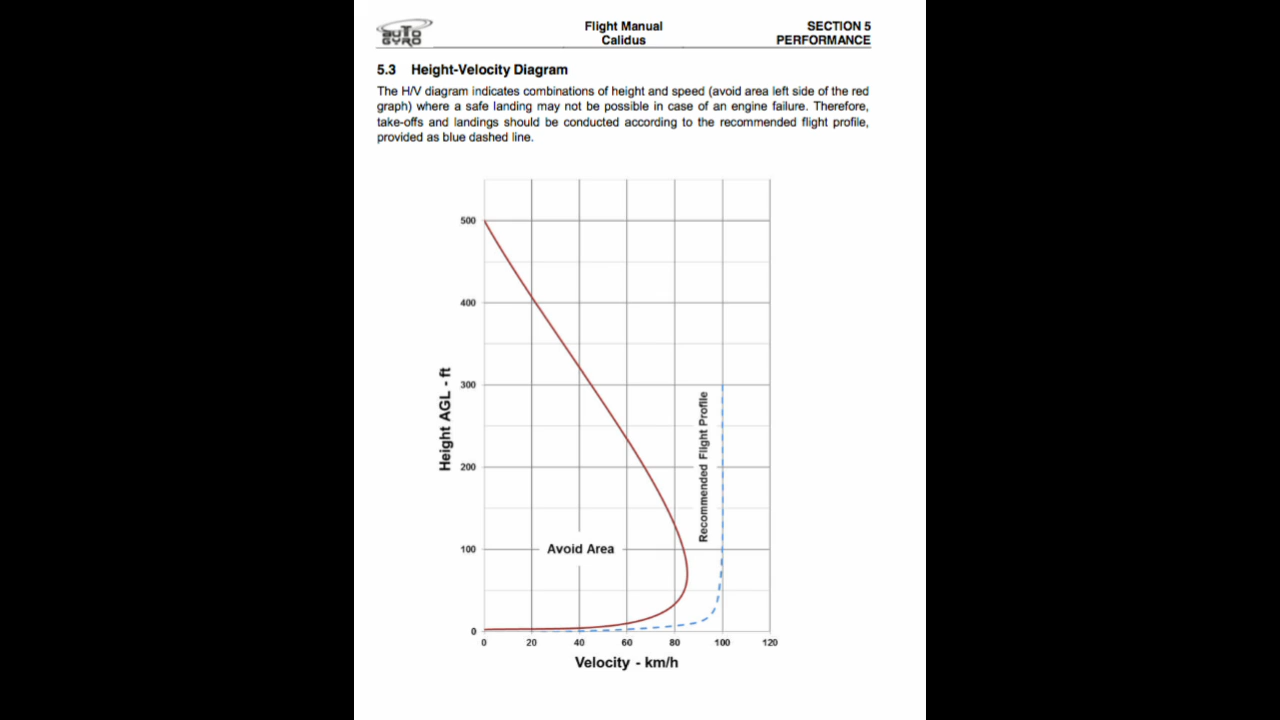 AUTO
GYRO
Flight Manual
Calidus
SECTION 5
PERFORMANCE
5.3 Height-Velocity Diagram
The H/V diagram indicates combinations of height and speed (avoid area left side of the red
graph) where a safe landing may not be possible in case of an engine failure. Therefore,
take-offs and landings should be conducted according to the recommended flight profile,
provided as blue dashed line.
500
400
300
200
100
0
Height AGL - ft
Recommended Flight Profile
Avoid Area
0 20 40 60 80 100 120
Velocity - km/h